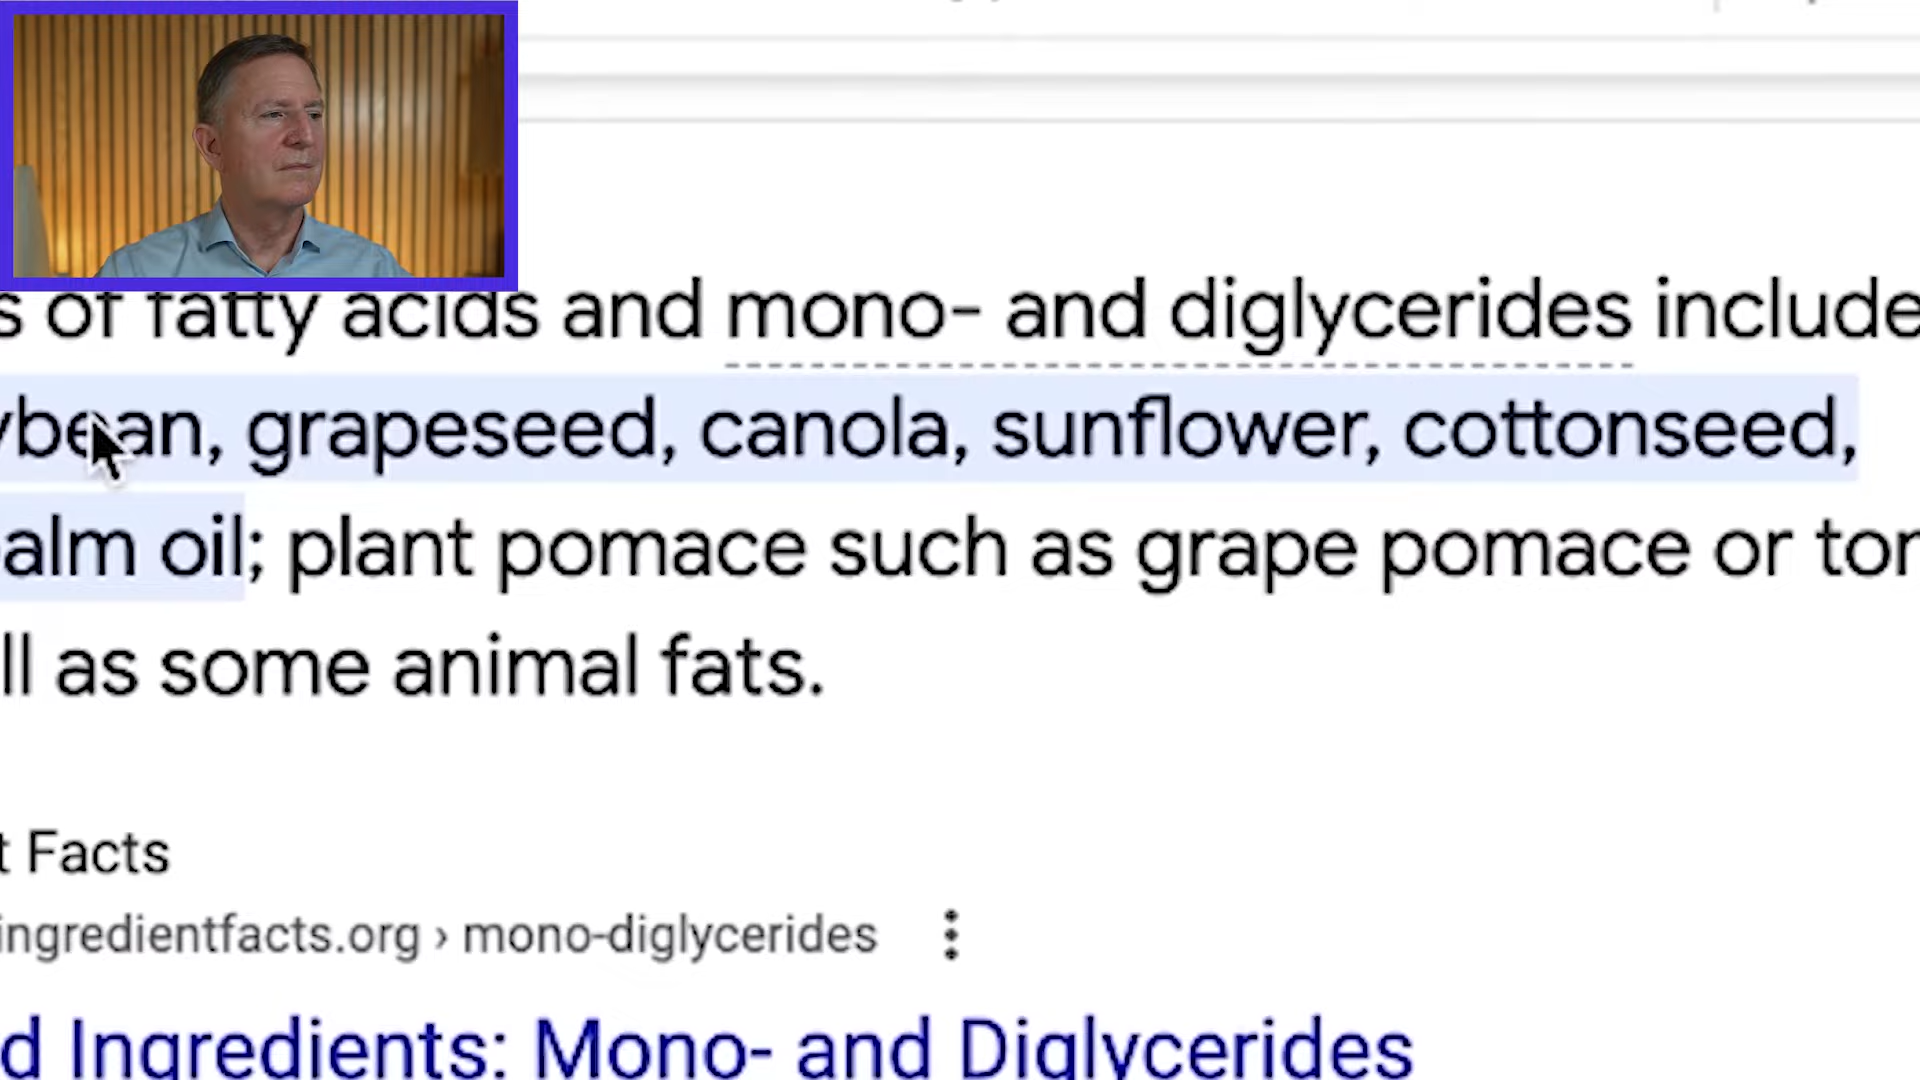 s of fatty acids and mono- and diglycerides include
ybean, grapeseed, canola, sunflower, cottonseed,
alm oil; plant pomace such as grape pomace or tom
ll as some animal fats.
t Facts
ingredientfacts.org › mono-diglycerides
d Ingredients: Mono- and Diglycerides